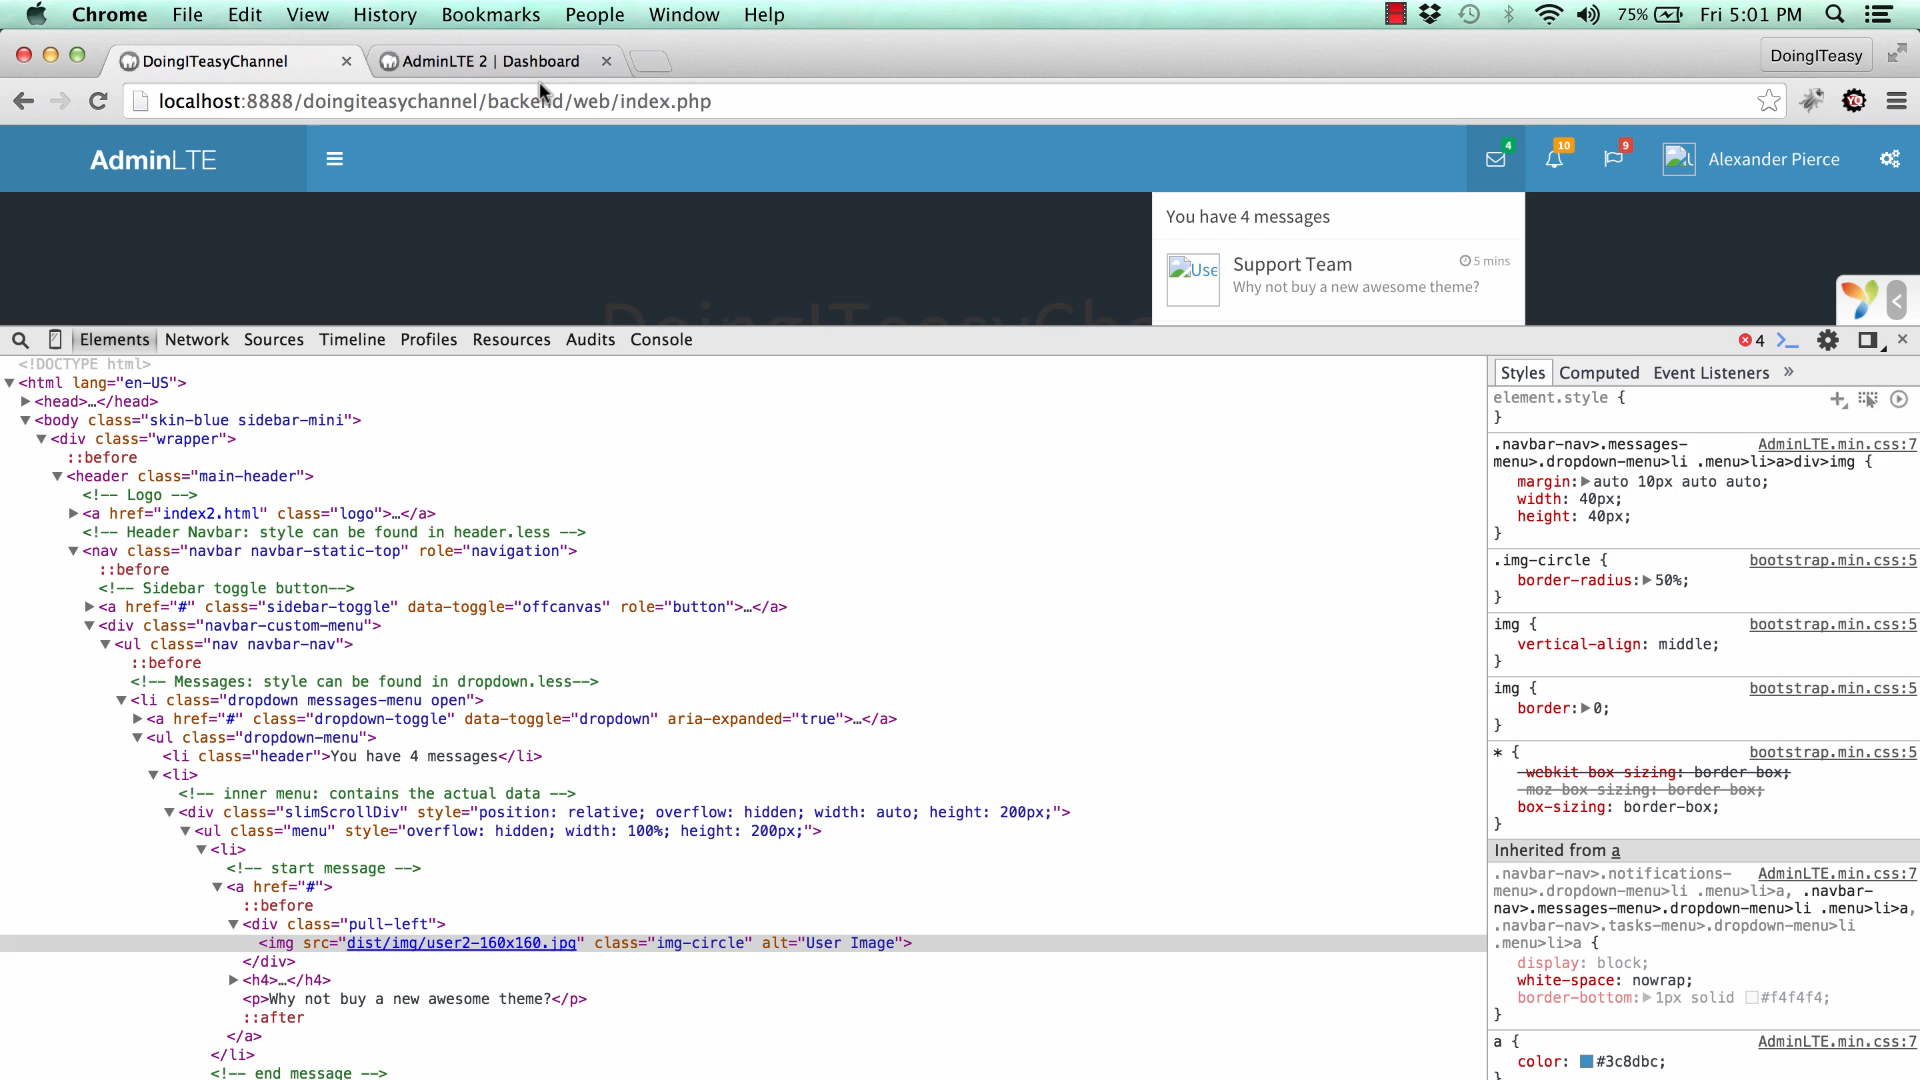 Chrome File Edit View History Bookmarks People Window Help 75% Fri 5:01 PM
DoingITeasyChannel × AdminLTE 2 | Dashboard × DoingITeasy
localhost:8888/doingiteasychannel/backend/web/index.php
AdminLTE 4 10 9 Alexander Pierce
You have 4 messages
Use Support Team 5 mins
Why not buy a new awesome theme?
DoingITeasyCha
Elements Network Sources Timeline Profiles Resources Audits Console 4
<!DOCTYPE html>
<html lang="en-US">
<head>…</head>
<body class="skin-blue sidebar-mini">
<div class="wrapper">
::before
<header class="main-header">
<!-- Logo -->
<a href="index2.html" class="logo">…</a>
<!-- Header Navbar: style can be found in header.less -->
<nav class="navbar navbar-static-top" role="navigation">
::before
<!-- Sidebar toggle button-->
<a href="#" class="sidebar-toggle" data-toggle="offcanvas" role="button">…</a>
<div class="navbar-custom-menu">
<ul class="nav navbar-nav">
::before
<!-- Messages: style can be found in dropdown.less-->
<li class="dropdown messages-menu open">
<a href="#" class="dropdown-toggle" data-toggle="dropdown" aria-expanded="true">…</a>
<ul class="dropdown-menu">
<li class="header">You have 4 messages</li>
<li>
<!-- inner menu: contains the actual data -->
<div class="slimScrollDiv" style="position: relative; overflow: hidden; width: auto; height: 200px;">
<ul class="menu" style="overflow: hidden; width: 100%; height: 200px;">
<li>
<!-- start message -->
<a href="#">
::before
<div class="pull-left">
<img src="dist/img/user2-160x160.jpg" class="img-circle" alt="User Image">
</div>
<h4>…</h4>
<p>Why not buy a new awesome theme?</p>
::after
</a>
</li>
<!-- end message -->
Styles Computed Event Listeners »
element.style {
}
.navbar-nav>.messages- AdminLTE.min.css:7
menu>.dropdown-menu>li .menu>li>a>div>img {
margin: auto 10px auto auto;
width: 40px;
height: 40px;
}
.img-circle { bootstrap.min.css:5
border-radius: 50%;
}
img { bootstrap.min.css:5
vertical-align: middle;
}
img { bootstrap.min.css:5
border: 0;
}
* { bootstrap.min.css:5
-webkit-box-sizing: border-box;
-moz-box-sizing: border-box;
box-sizing: border-box;
}
Inherited from a
.navbar-nav>.notifications- AdminLTE.min.css:7
menu>.dropdown-menu>li .menu>li>a, .navbar-
nav>.messages-menu>.dropdown-menu>li .menu>li>a,
.navbar-nav>.tasks-menu>.dropdown-menu>li
.menu>li>a {
display: block;
white-space: nowrap;
border-bottom: 1px solid #f4f4f4;
}
a { AdminLTE.min.css:7
color: #3c8dbc;
}